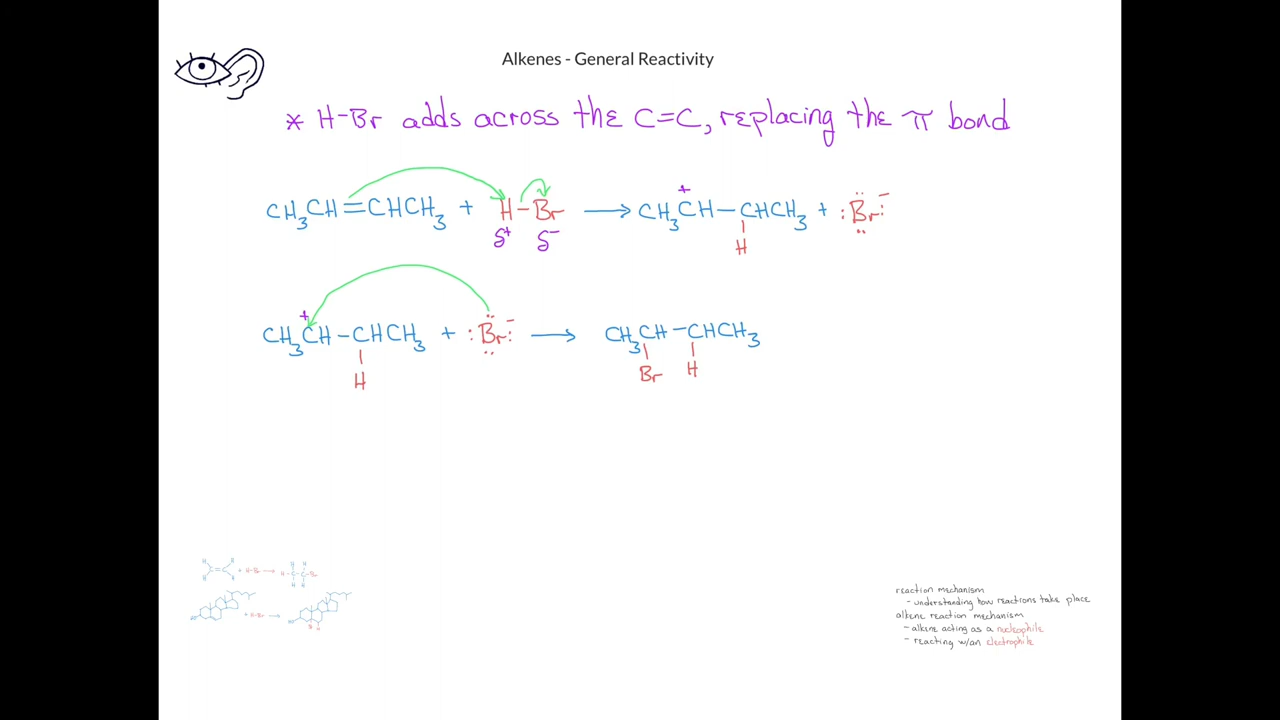 Alkenes - General Reactivity
* H-Br adds across the C=C, replacing the π bond
CH₃CH=CHCH₃ + H-Br → CH₃CH-CHCH₃ + :Br:⁻
δ⁺ δ⁻
+
H
CH₃CH-CHCH₃ + :Br:⁻ → CH₃CH-CHCH₃
+
H
Br H
+ H-Br →
+ H-Br →
reaction mechanism
- understanding how reactions take place
alkene reaction mechanism
- alkene acting as a nucleophile
- reacting w/an electrophile